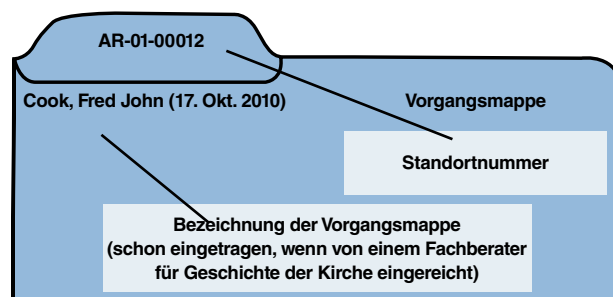 AR-01-00012
Cook, Fred John (17. Okt. 2010)
Vorgangsmappe
Standortnummer
Bezeichnung der Vorgangsmappe
(schon eingetragen, wenn von einem Fachberater
für Geschichte der Kirche eingereicht)